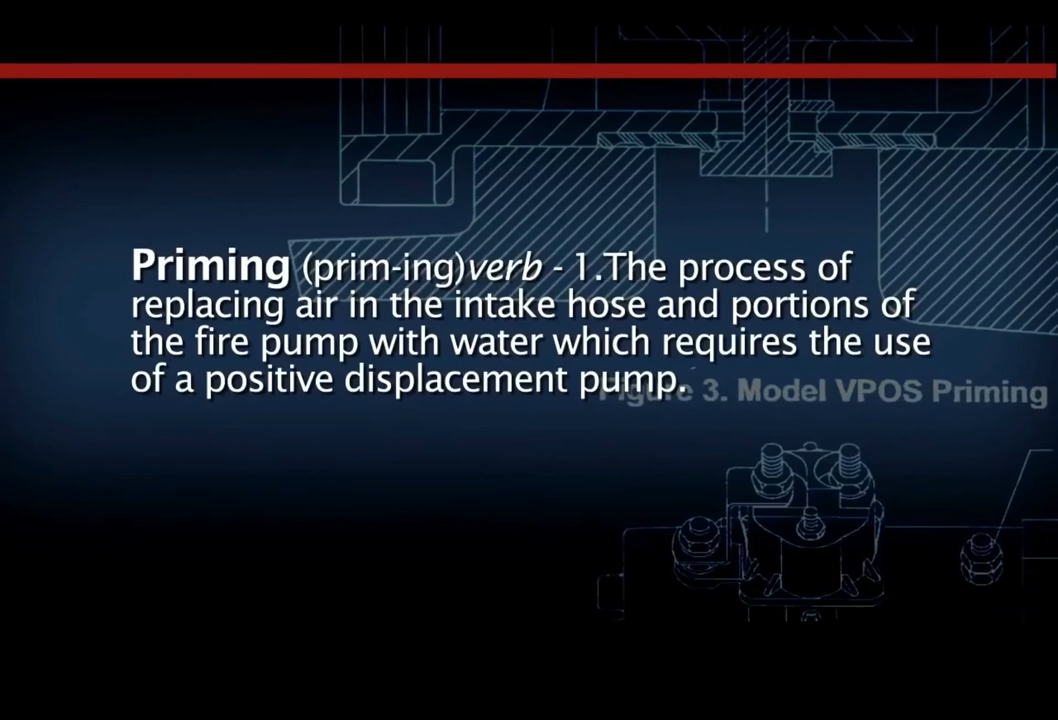 Priming (prim-ing)verb - 1.The process of
replacing air in the intake hose and portions of
the fire pump with water which requires the use
of a positive displacement pump.
Figure 3. Model VPOS Priming